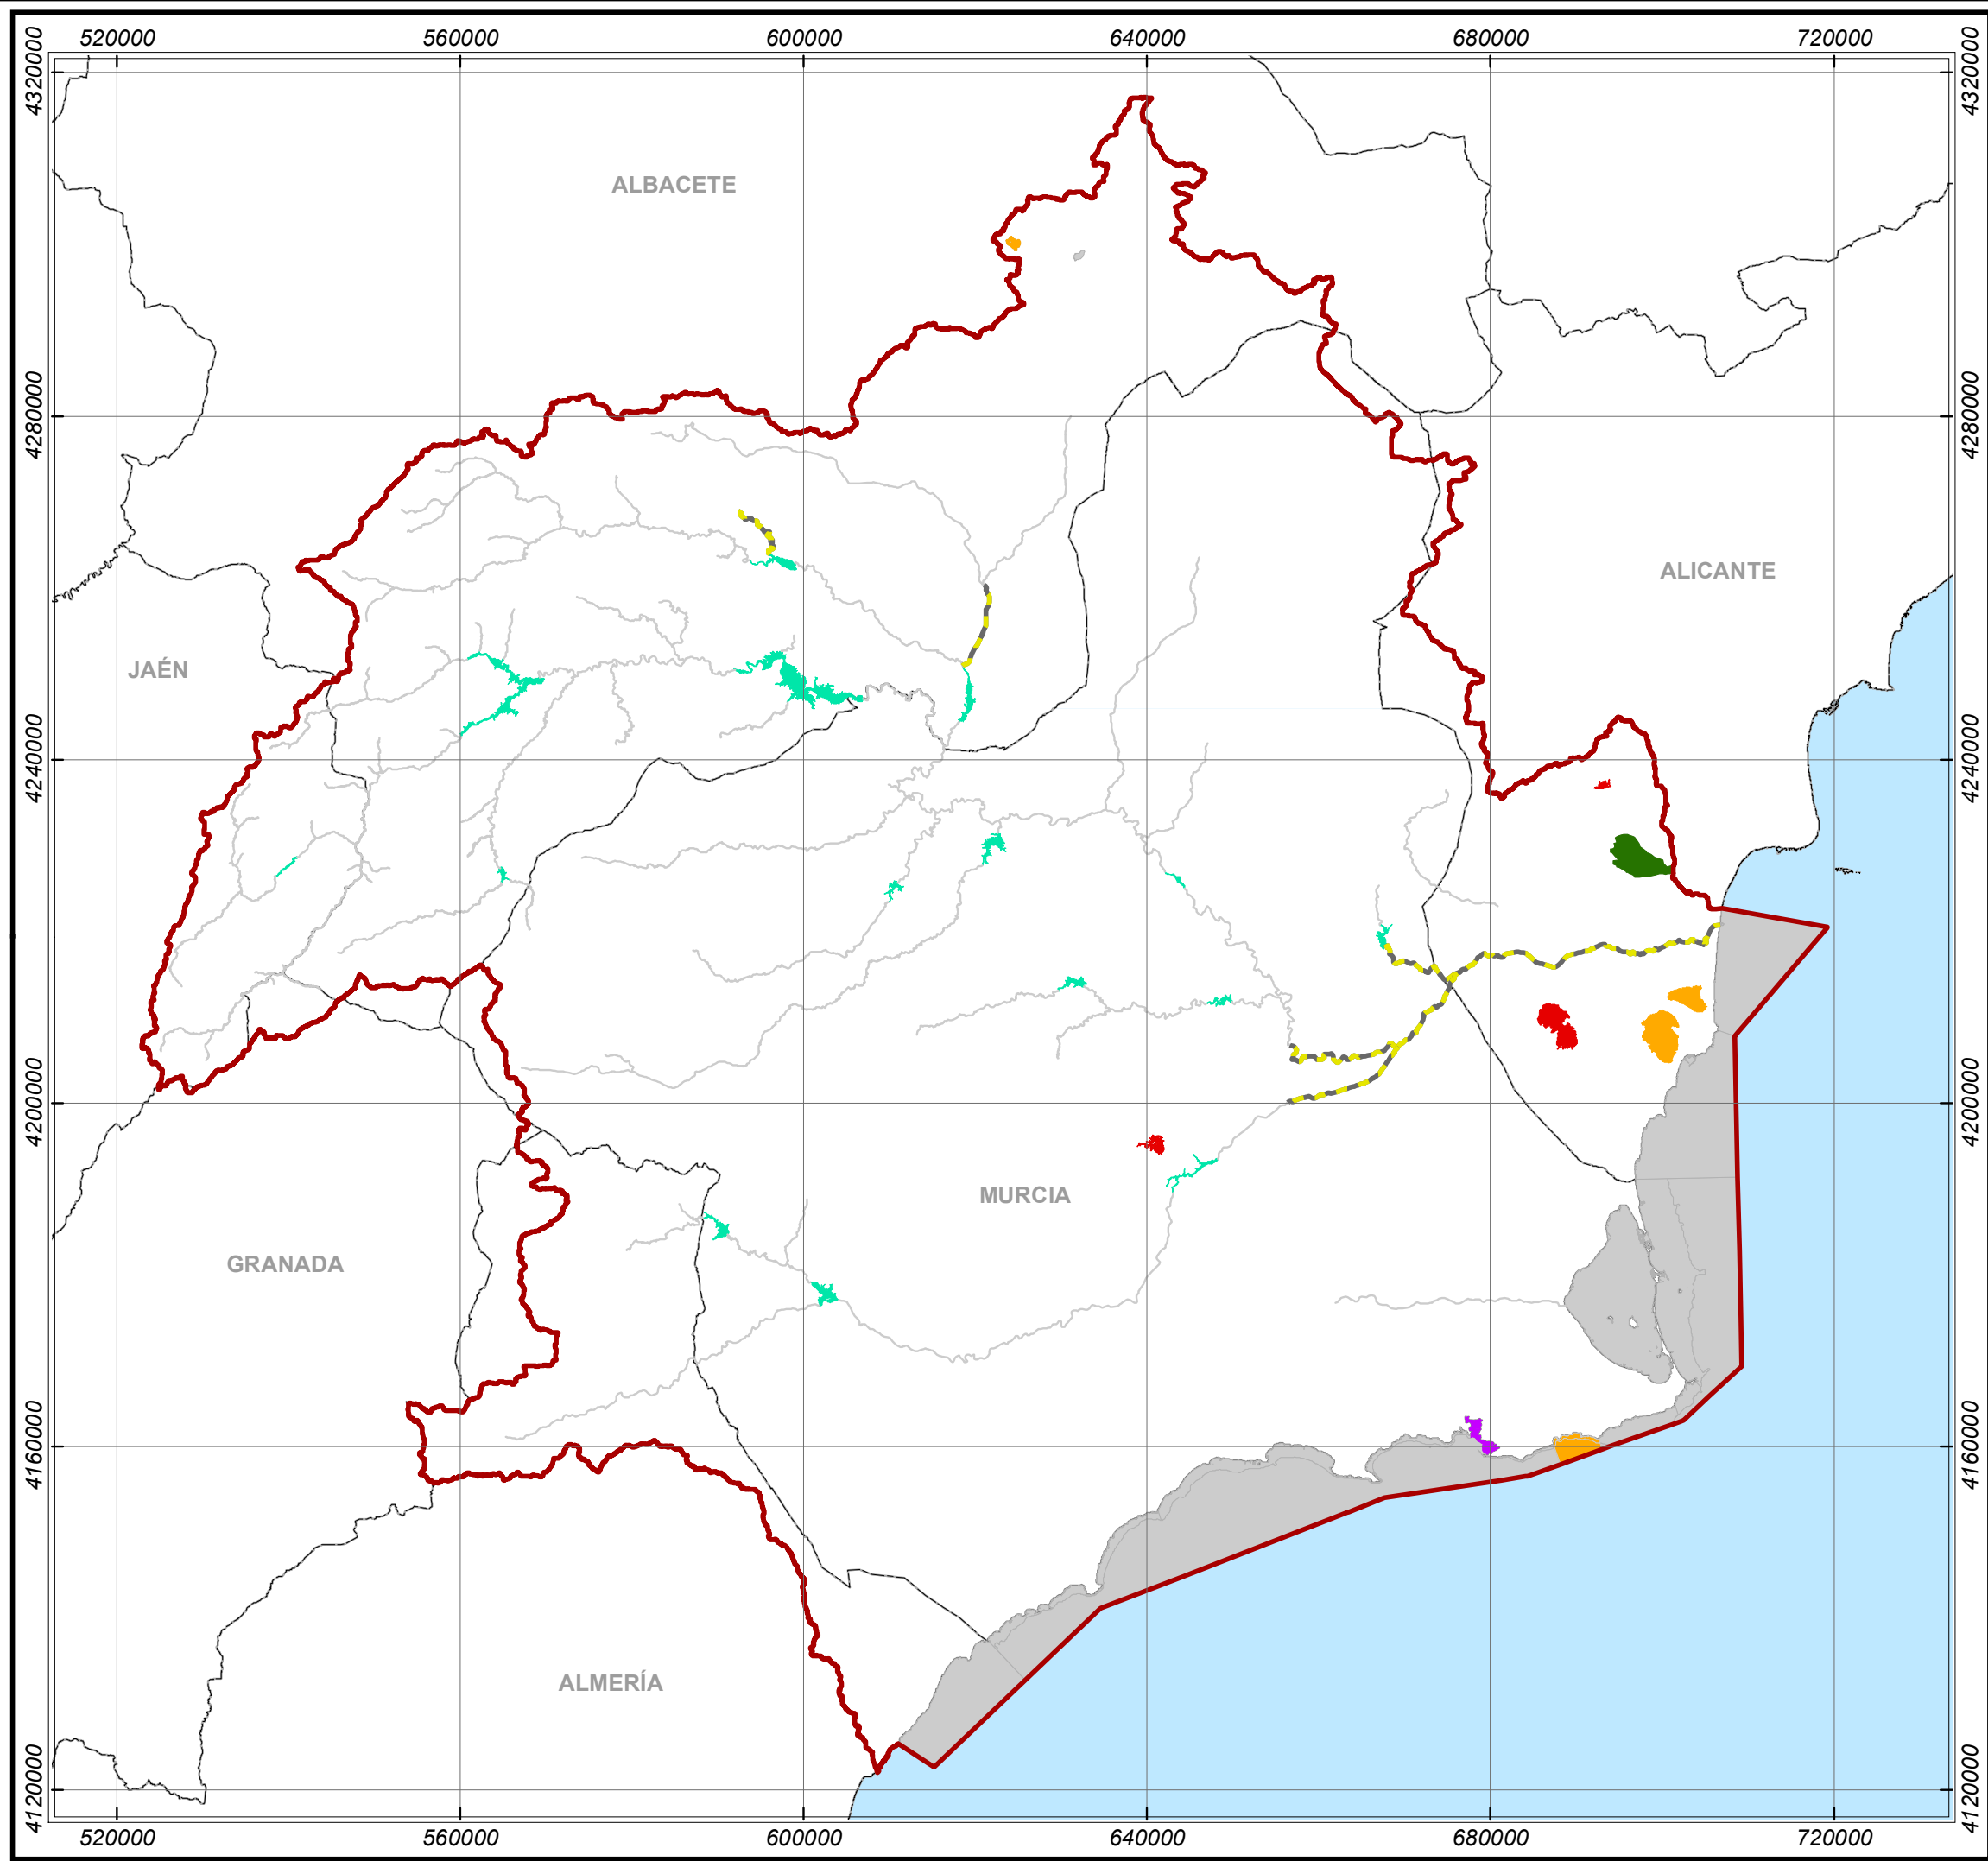 520000 560000 600000 640000 680000 720000
4320000 4320000
ALBACETE
4280000 4280000
ALICANTE
JAÉN
4240000 4240000
4200000 4200000
MURCIA
GRANADA
4160000 4160000
ALMERÍA
4120000 4120000
520000 560000 600000 640000 680000 720000